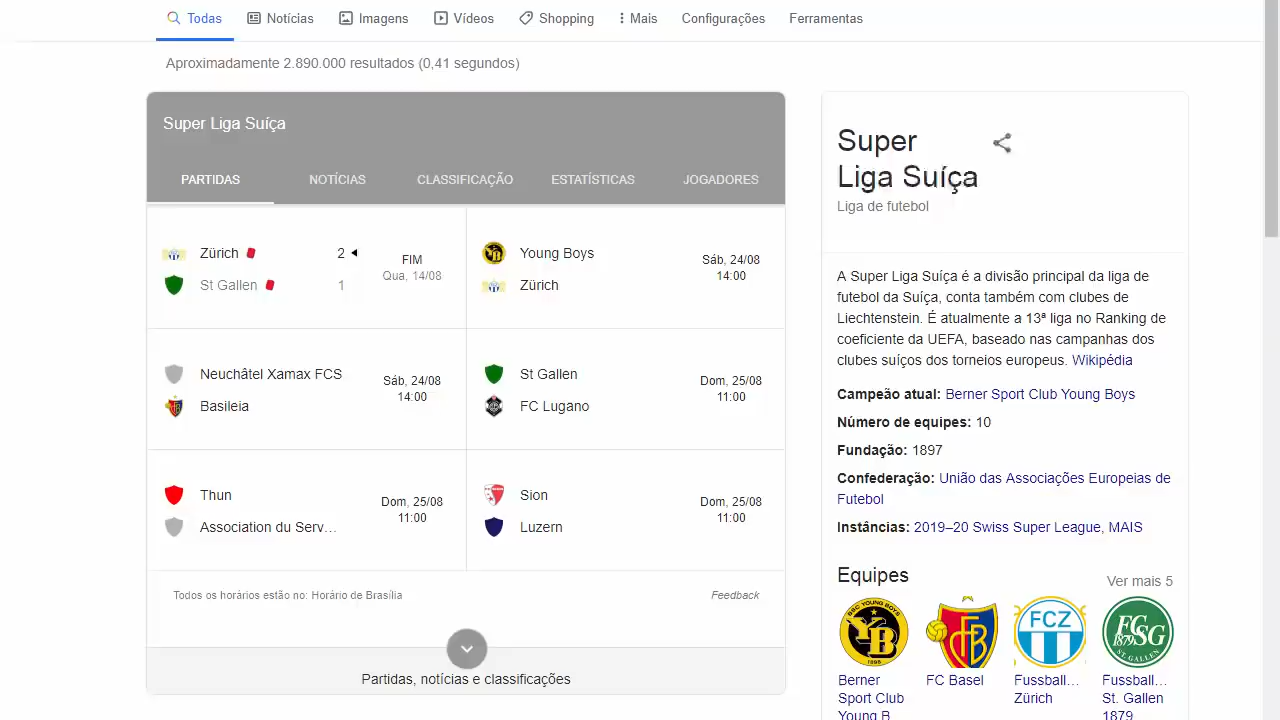 Todas Notícias Imagens Vídeos Shopping Mais Configurações Ferramentas
Aproximadamente 2.890.000 resultados (0,41 segundos)
Super Liga Suíça
PARTIDAS NOTÍCIAS CLASSIFICAÇÃO ESTATÍSTICAS JOGADORES
Zürich 2
St Gallen 1
FIM
Qua, 14/08
Young Boys
Zürich
Sáb, 24/08
14:00
Neuchâtel Xamax FCS
Basileia
Sáb, 24/08
14:00
St Gallen
FC Lugano
Dom, 25/08
11:00
Thun
Association du Serv...
Dom, 25/08
11:00
Sion
Luzern
Dom, 25/08
11:00
Todos os horários estão no: Horário de Brasília
Feedback
Partidas, notícias e classificações
Super
Liga Suíça
Liga de futebol
A Super Liga Suíça é a divisão principal da liga de
futebol da Suíça, conta também com clubes de
Liechtenstein. É atualmente a 13ª liga no Ranking de
coeficiente da UEFA, baseado nas campanhas dos
clubes suíços dos torneios europeus. Wikipédia
Campeão atual: Berner Sport Club Young Boys
Número de equipes: 10
Fundação: 1897
Confederação: União das Associações Europeias de
Futebol
Instâncias: 2019–20 Swiss Super League, MAIS
Equipes
Ver mais 5
BSC YOUNG BOYS
YB
1898
FCB
FCZ
FCSG
1879
ST. GALLEN
Berner
Sport Club
Young B
FC Basel
Fussball...
Zürich
Fussball...
St. Gallen
1879